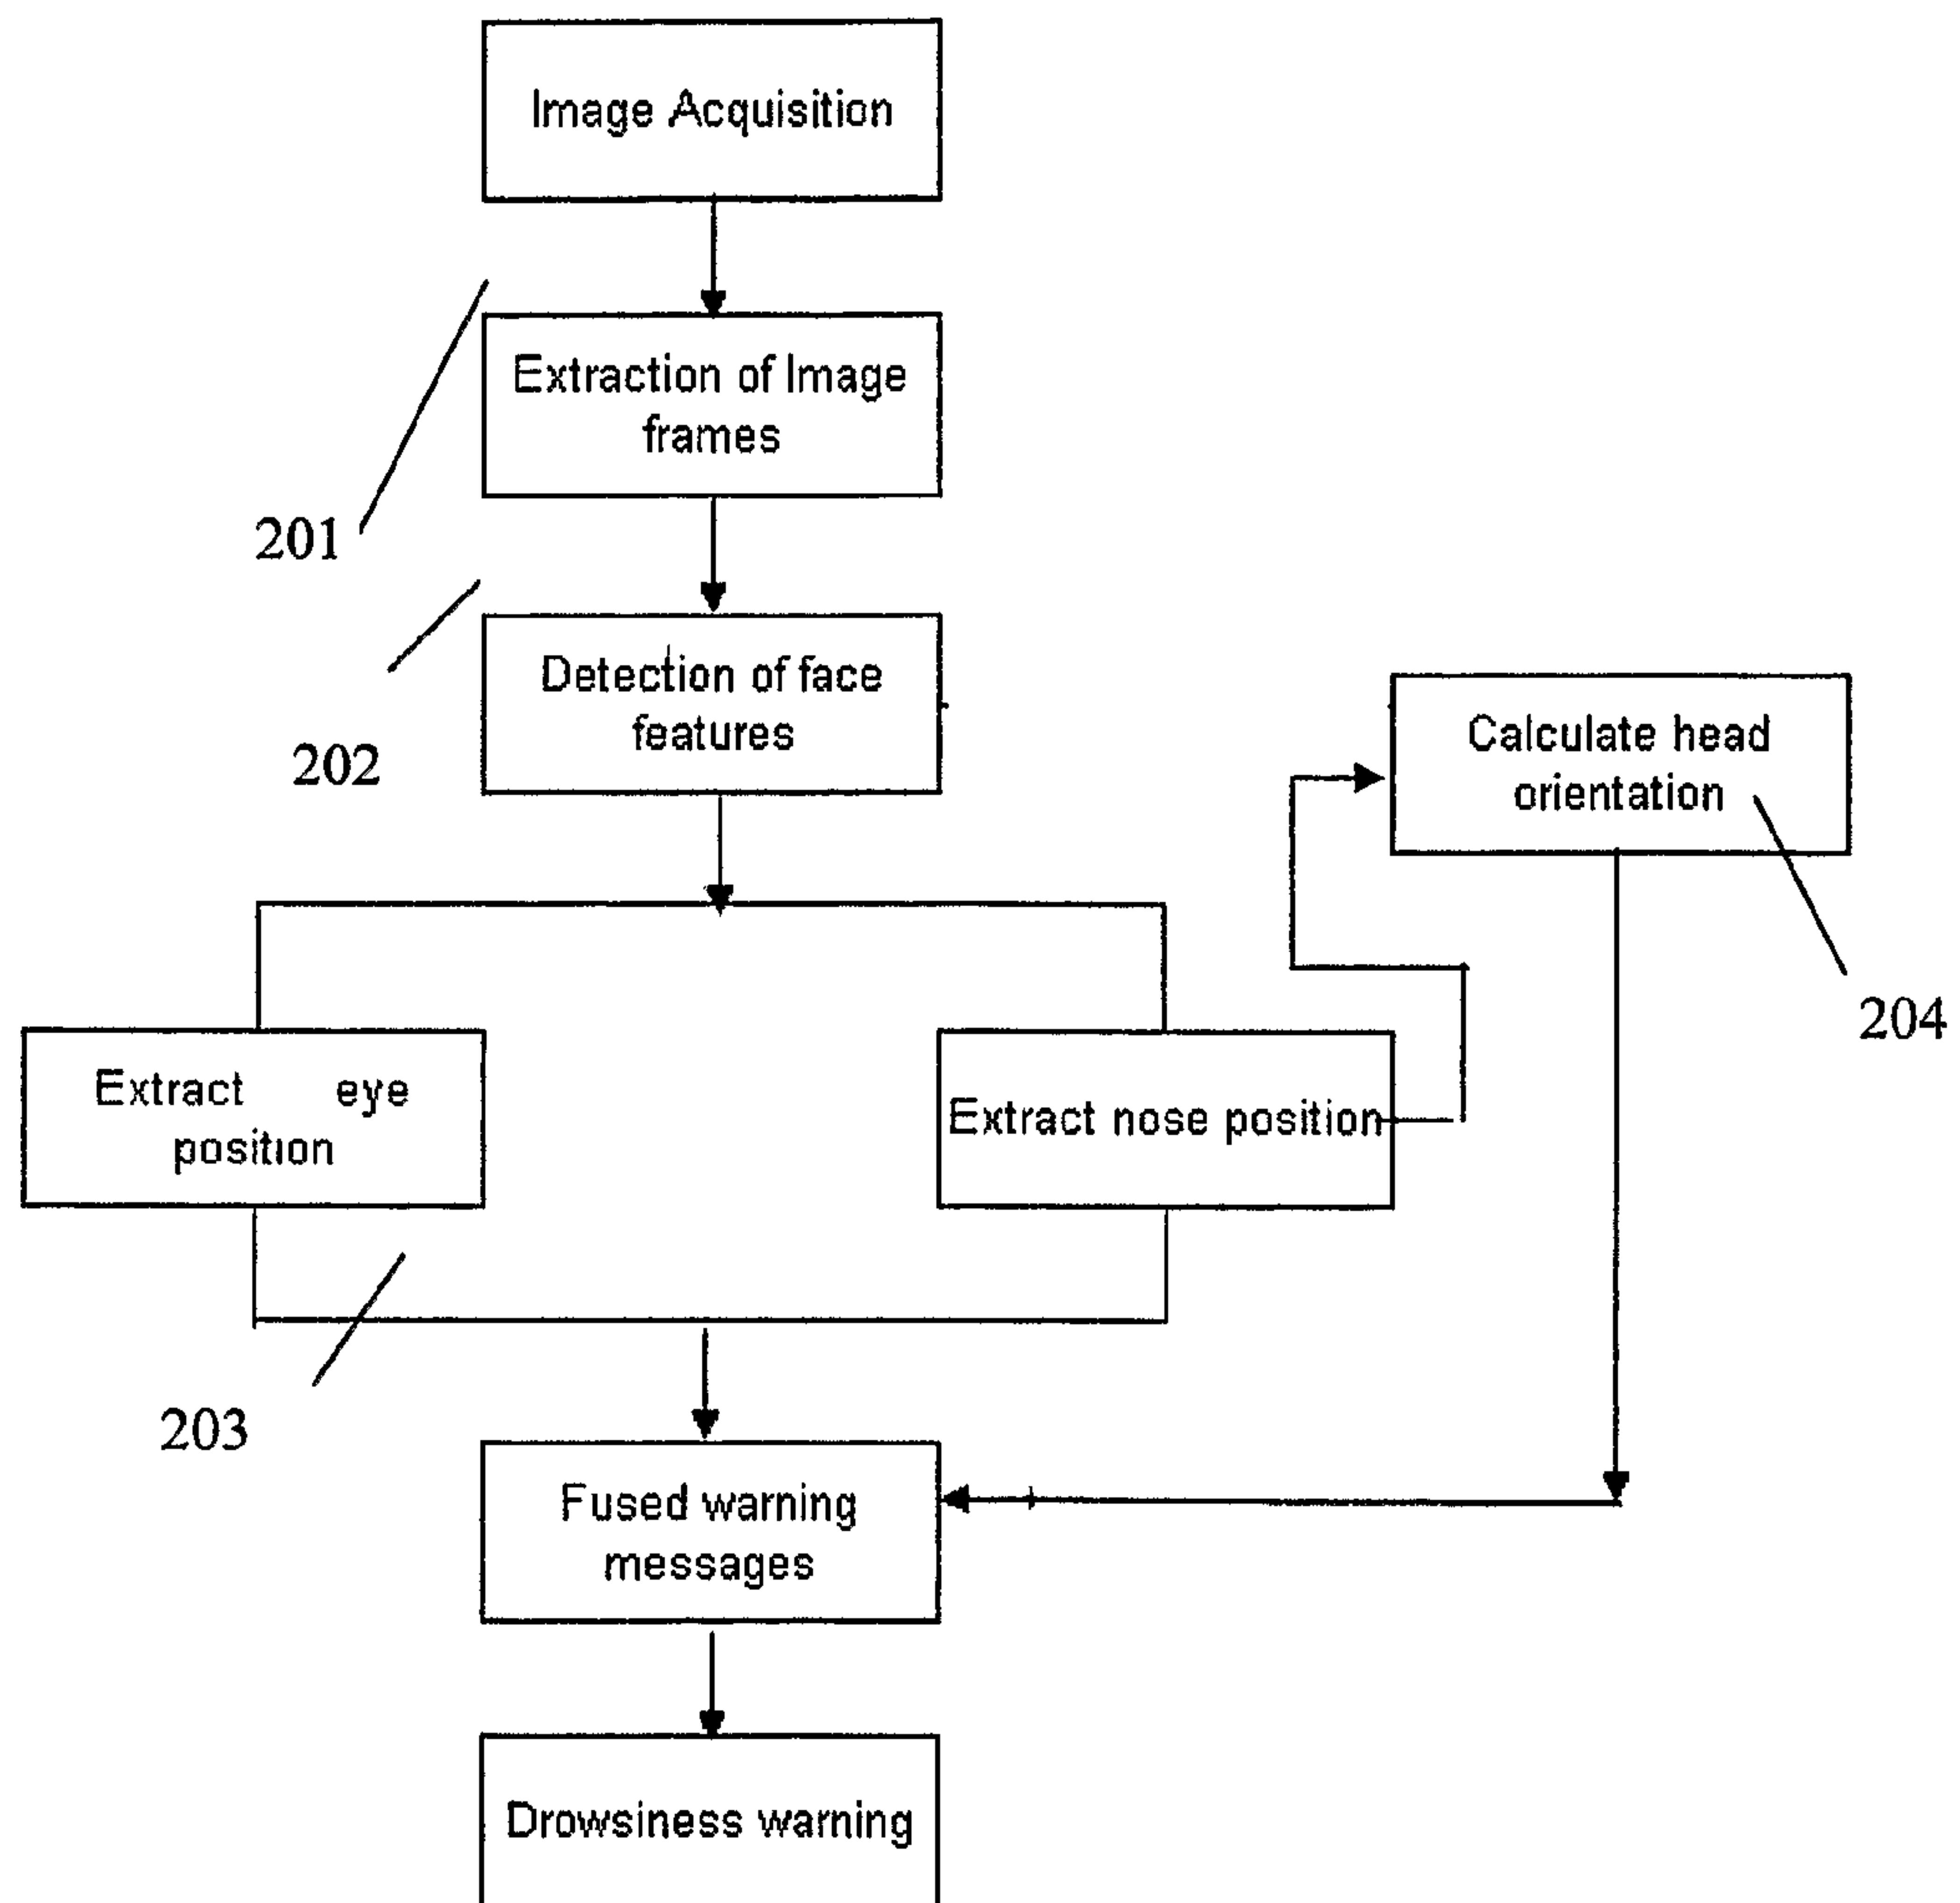 Image Acquisition
Extraction of Image
frames
201
Detection of face
features
202
Calculate head
orientation
204
Extract eye
position
Extract nose position
203
Fused warning
messages
Drowsiness warning